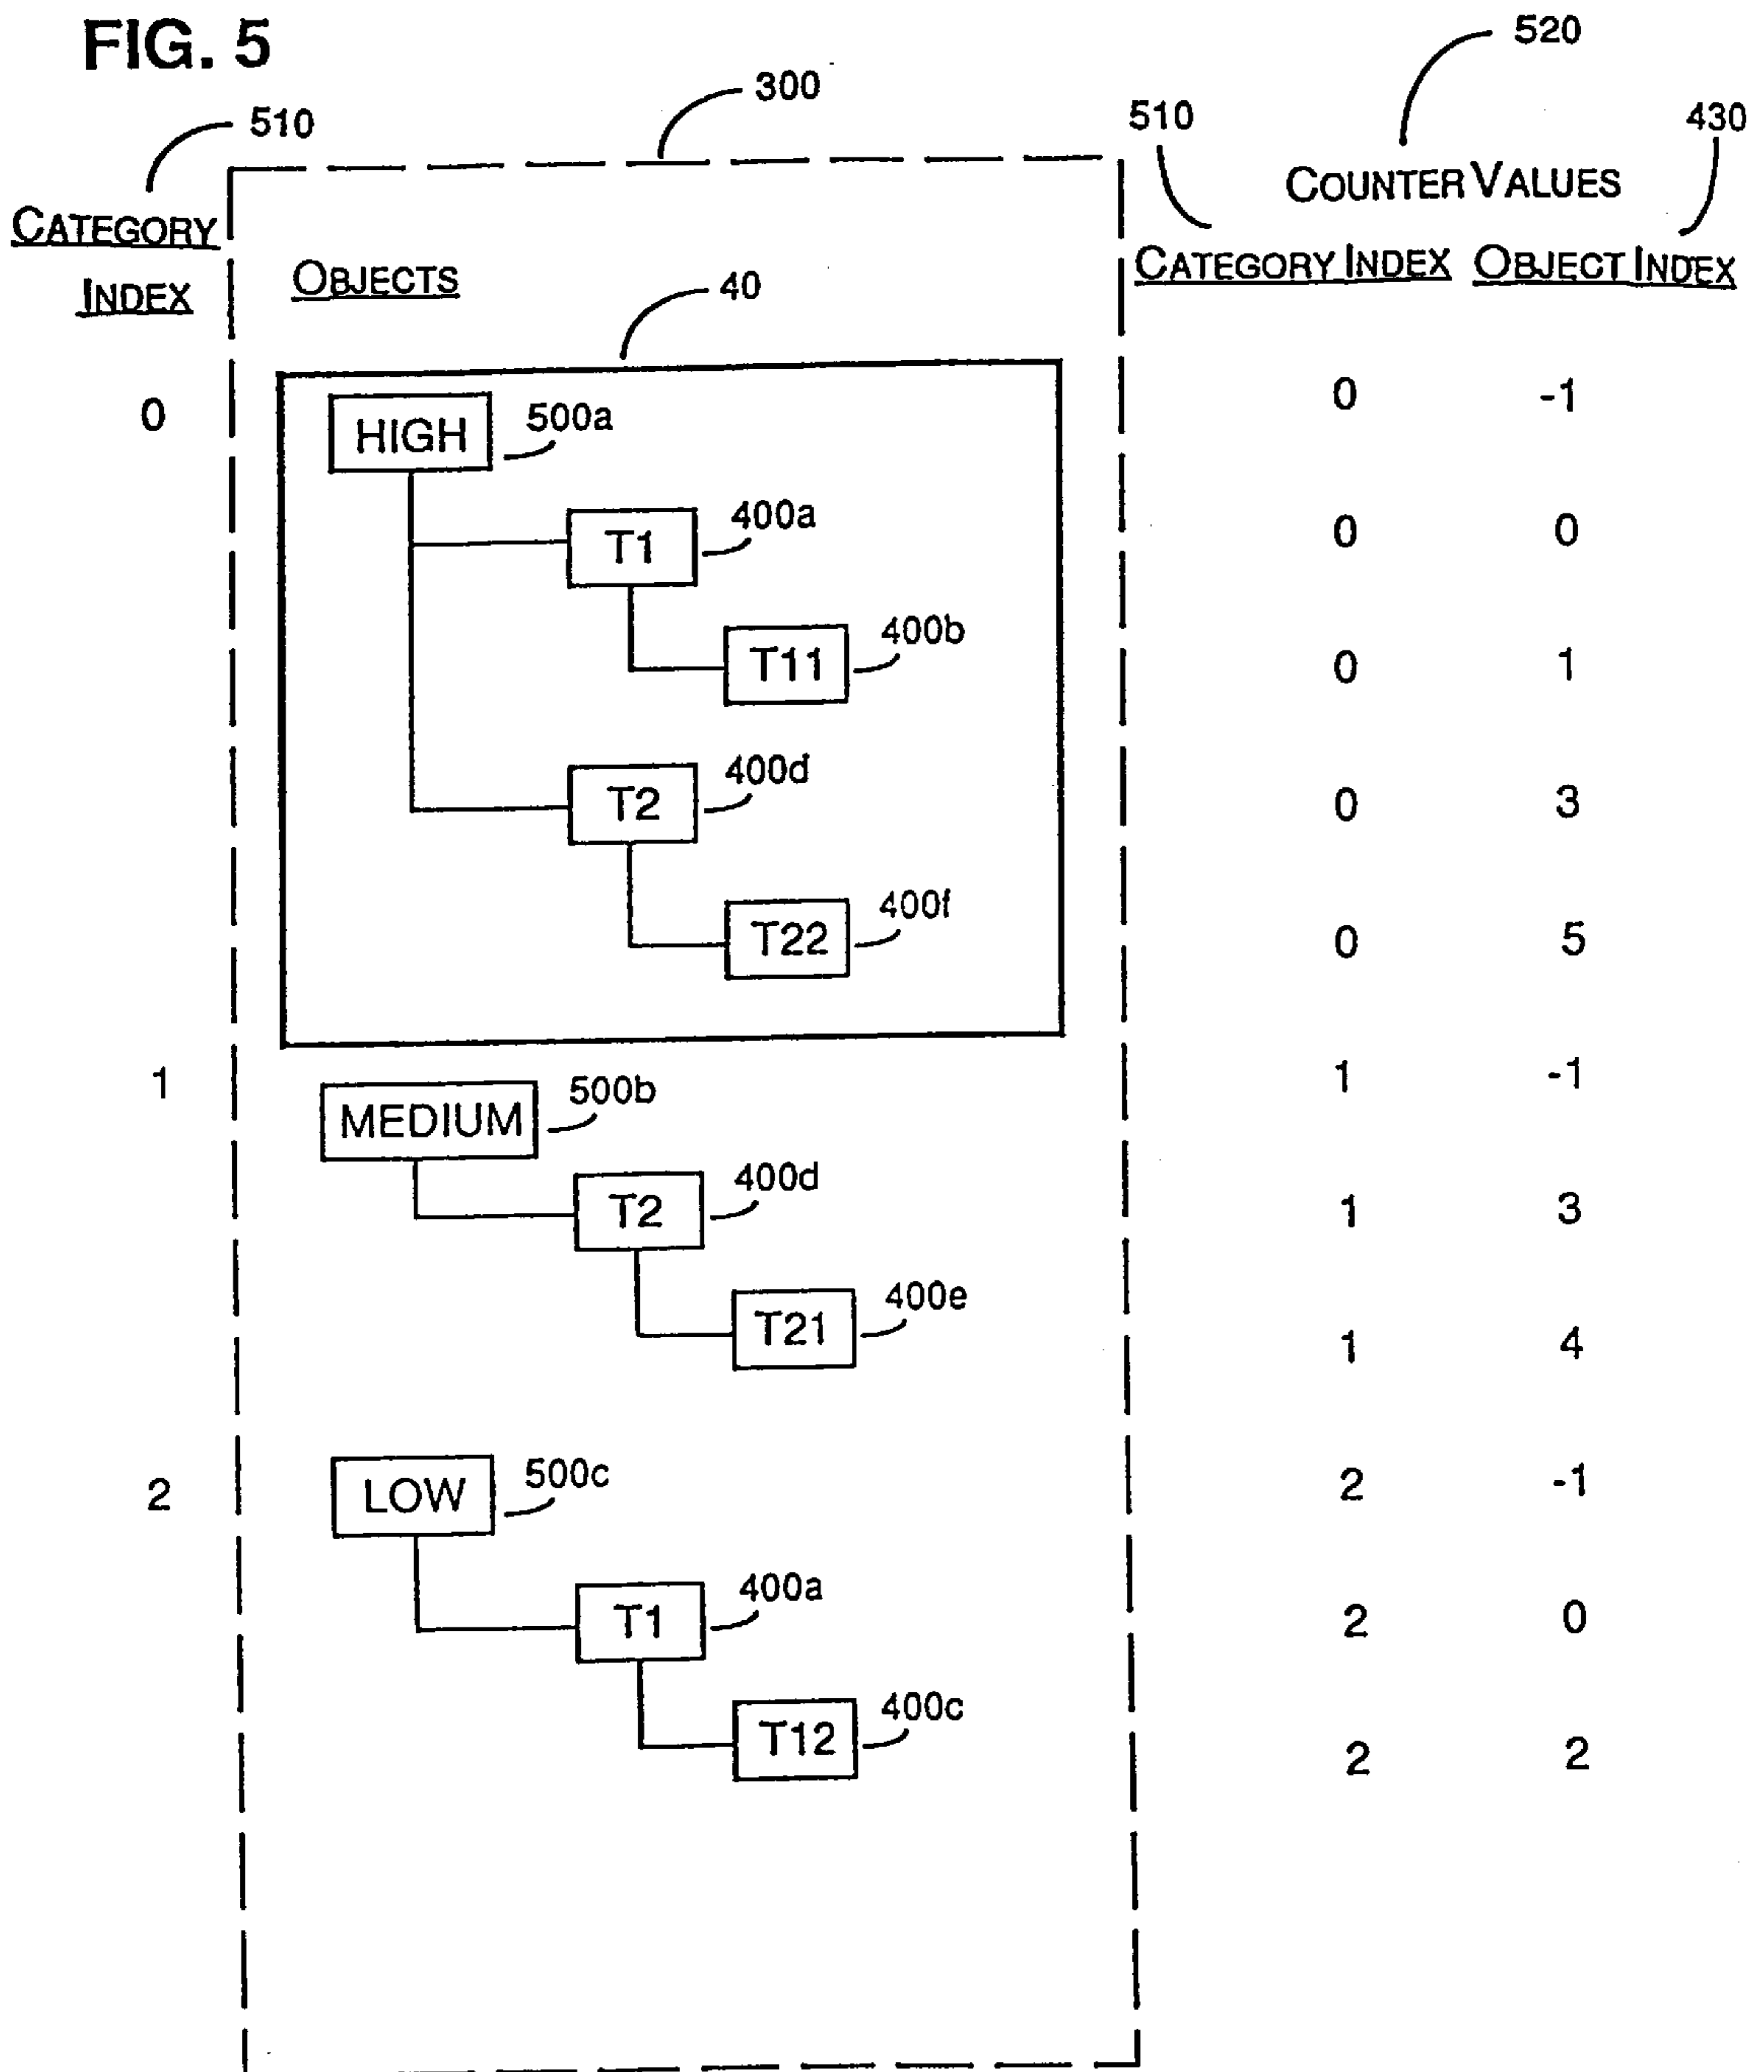 FIG. 5
520
300
510
510
430
COUNTER VALUES
CATEGORY
INDEX
OBJECTS
CATEGORY INDEX OBJECT INDEX
40
0 HIGH 500a 0 -1
T1 400a 0 0
T11 400b 0 1
T2 400d 0 3
T22 400f 0 5
1 MEDIUM 500b 1 -1
T2 400d 1 3
T21 400e 1 4
2 LOW 500c 2 -1
T1 400a 2 0
T12 400c 2 2